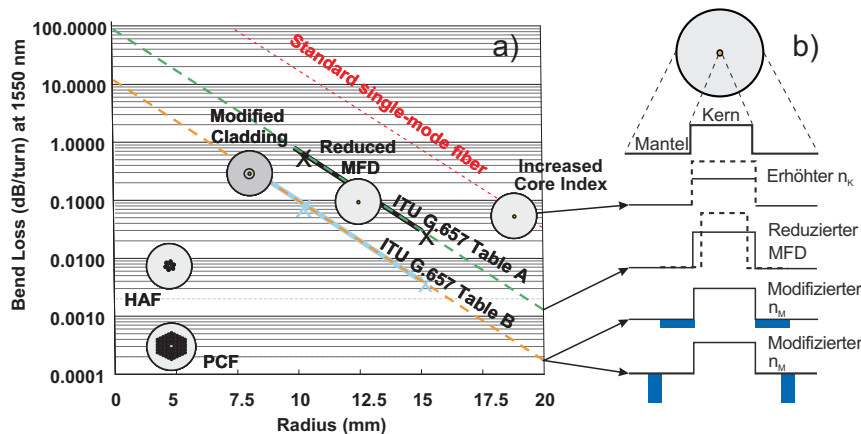 a)
b)
100.0000
10.0000
1.0000
0.1000
0.0100
0.0010
0.0001
Bend Loss (dB/turn) at 1550 nm
Standard single-mode fiber
Modified
Cladding
Reduced
MFD
Increased
Core Index
ITU G.657 Table A
ITU G.657 Table B
HAF
PCF
0
5
7.5
10
12.5
15
17.5
20
Radius (mm)
Kern
Mantel
Erhöhter n_K
Reduzierter
MFD
Modifizierter
n_M
Modifizierter
n_M